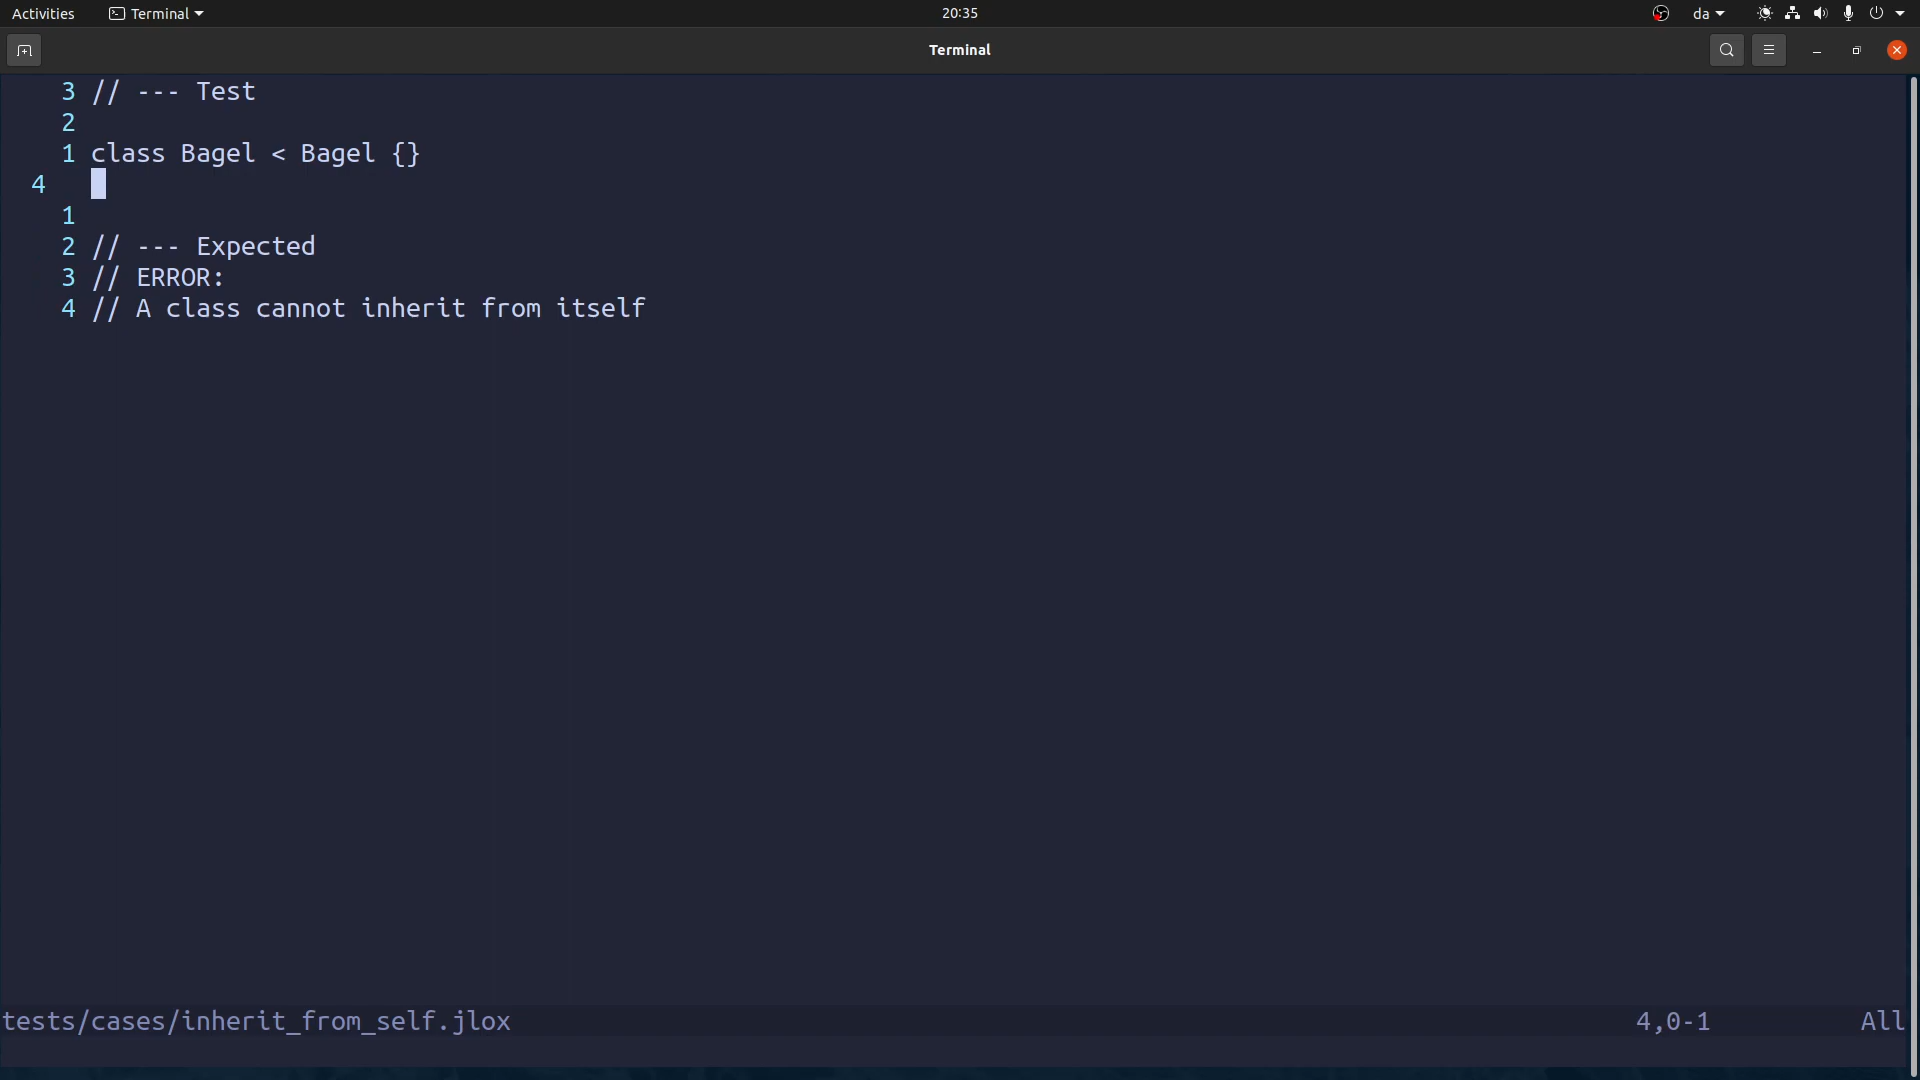 Activities Terminal 20:35 da
Terminal
3 // --- Test
2
1 class Bagel < Bagel {}
4
1
2 // --- Expected
3 // ERROR:
4 // A class cannot inherit from itself
tests/cases/inherit_from_self.jlox 4,0-1 All